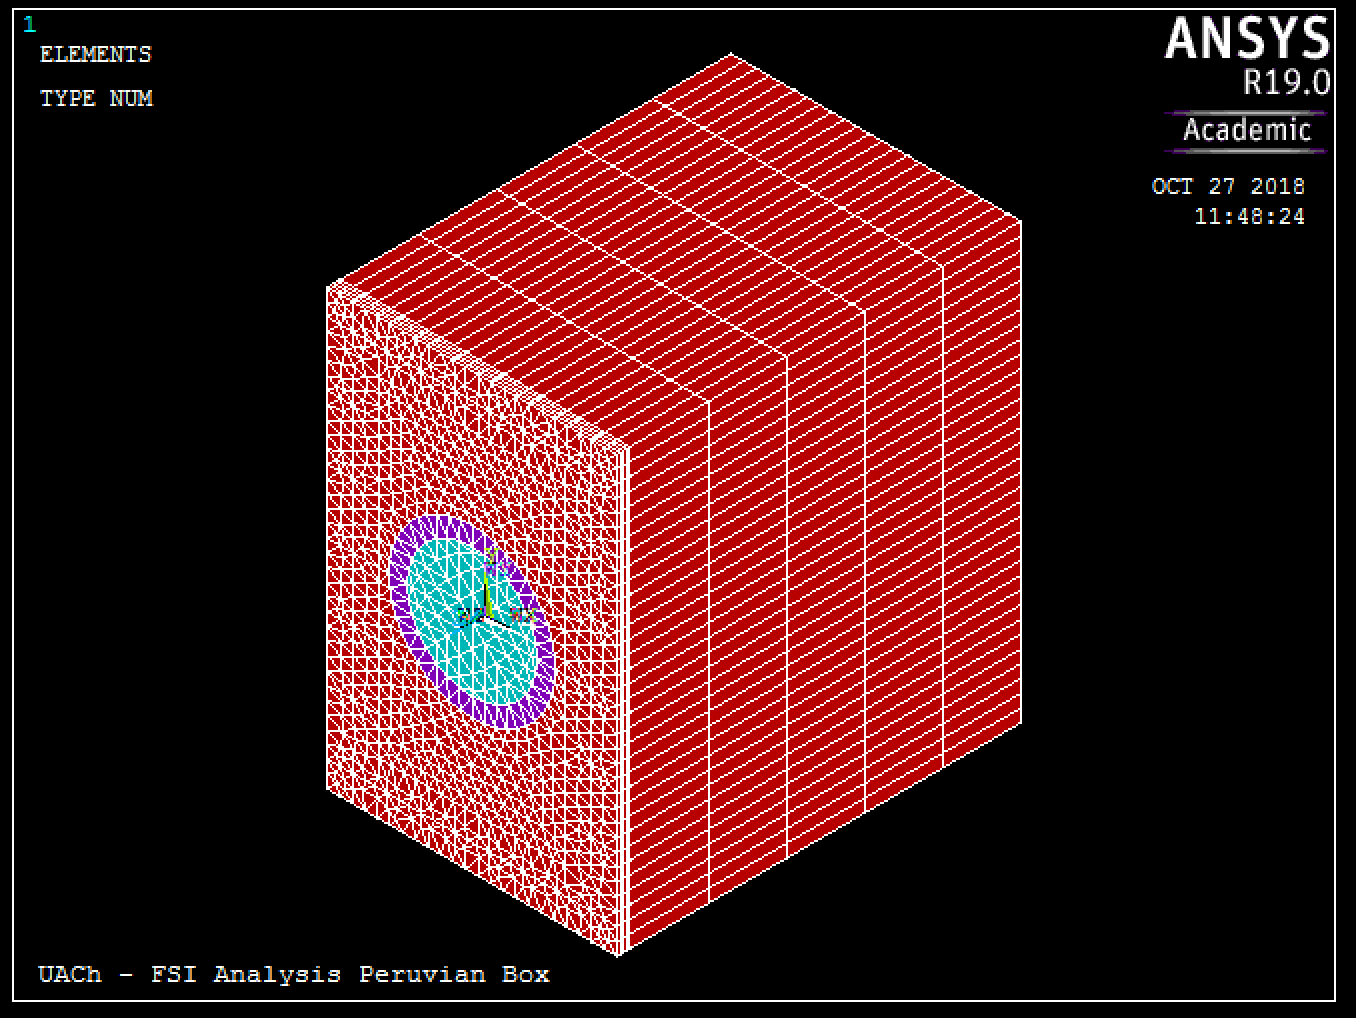 1
ELEMENTS
TYPE NUM
ANSYS
R19.0
Academic
OCT 27 2018
11:48:24
UACh - FSI Analysis Peruvian Box